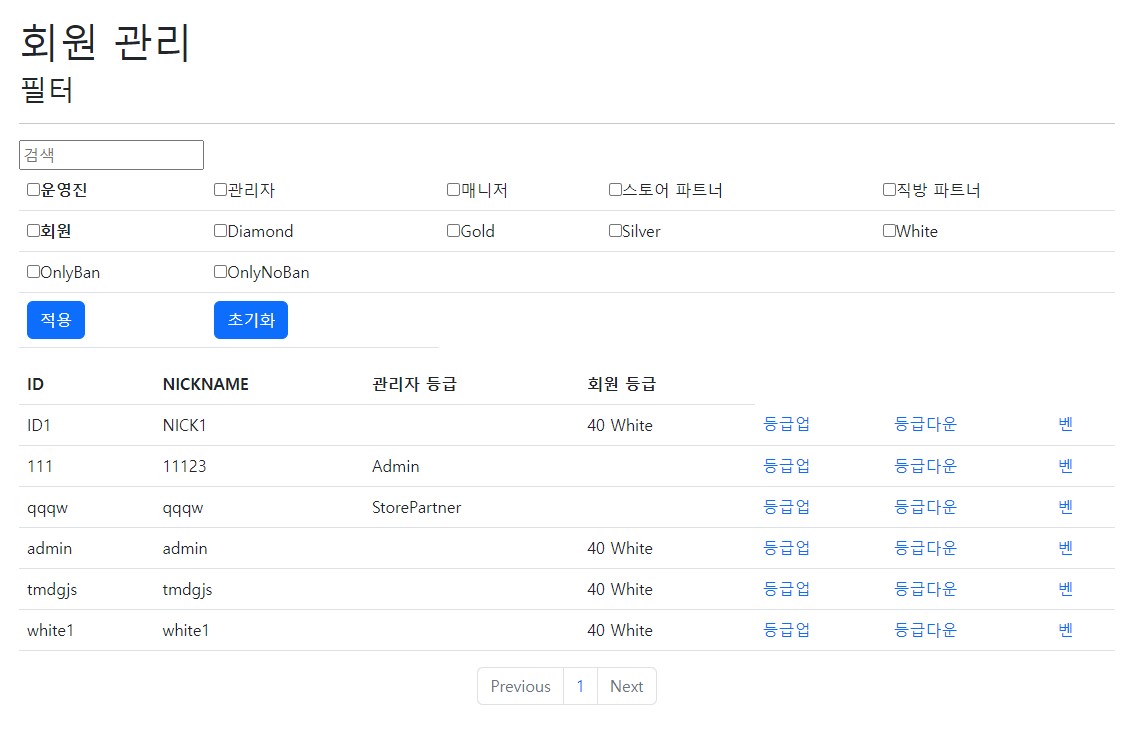 회원 관리
필터
검색
운영진 관리자 매니저 스토어 파트너 직방 파트너
회원 Diamond Gold Silver White
OnlyBan OnlyNoBan
적용 초기화
ID NICKNAME 관리자 등급 회원 등급
ID1 NICK1 40 White 등급업 등급다운 벤
111 11123 Admin 등급업 등급다운 벤
qqqw qqqw StorePartner 등급업 등급다운 벤
admin admin 40 White 등급업 등급다운 벤
tmdgjs tmdgjs 40 White 등급업 등급다운 벤
white1 white1 40 White 등급업 등급다운 벤
Previous 1 Next